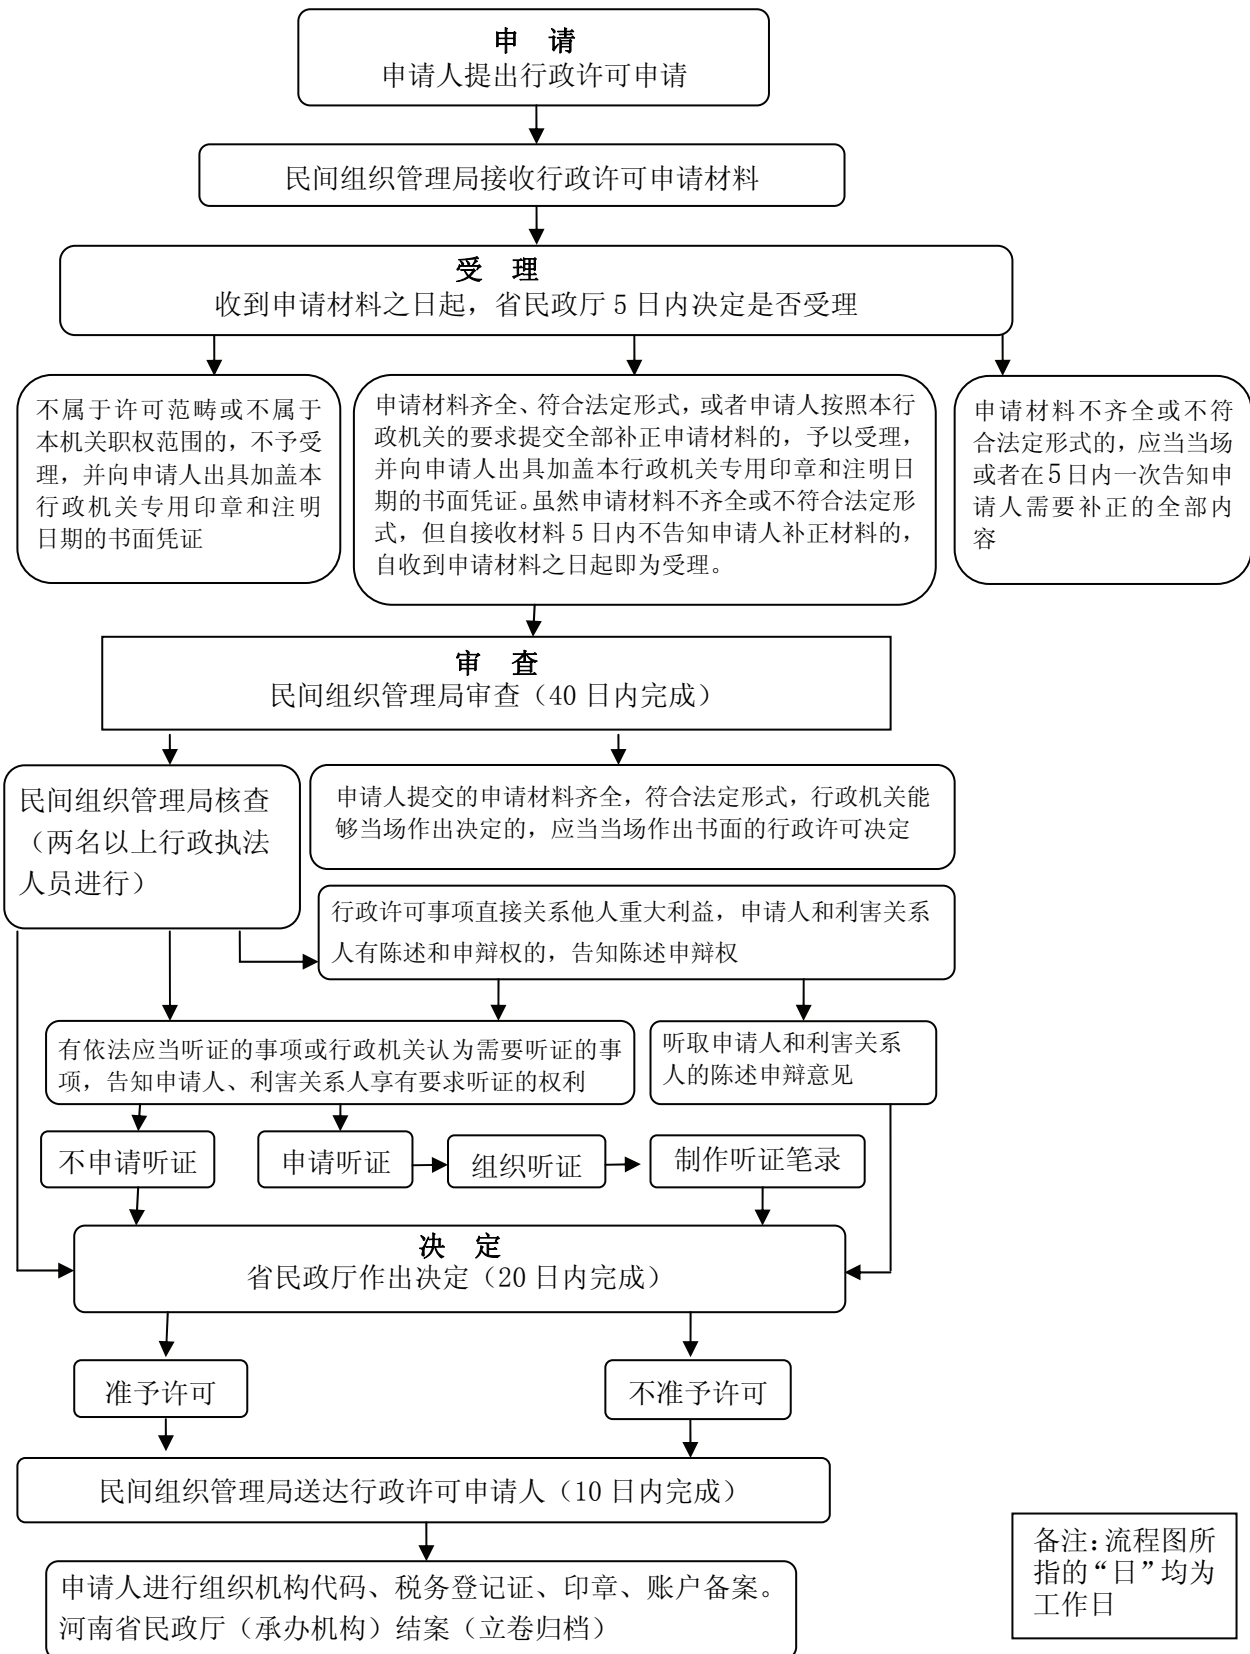 申 请
申请人提出行政许可申请
民间组织管理局接收行政许可申请材料
受 理
收到申请材料之日起，省民政厅 5 日内决定是否受理
不属于许可范畴或不属于
本机关职权范围的，不予受
理，并向申请人出具加盖本
行政机关专用印章和注明
日期的书面凭证
申请材料齐全、符合法定形式，或者申请人按照本行
政机关的要求提交全部补正申请材料的，予以受理，
并向申请人出具加盖本行政机关专用印章和注明日
期的书面凭证。虽然申请材料不齐全或不符合法定形
式，但自接收材料 5 日内不告知申请人补正材料的，
自收到申请材料之日起即为受理。
申请材料不齐全或不符
合法定形式的，应当当场
或者在 5 日内一次告知申
请人需要补正的全部内
容
审 查
民间组织管理局审查（40 日内完成）
民间组织管理局核查
（两名以上行政执法
人员进行）
申请人提交的申请材料齐全，符合法定形式，行政机关能
够当场作出决定的，应当当场作出书面的行政许可决定
行政许可事项直接关系他人重大利益，申请人和利害关系
人有陈述和申辩权的，告知陈述申辩权
有依法应当听证的事项或行政机关认为需要听证的事
项，告知申请人、利害关系人享有要求听证的权利
听取申请人和利害关系
人的陈述申辩意见
不申请听证
申请听证
组织听证
制作听证笔录
决 定
省民政厅作出决定（20 日内完成）
准予许可
不准予许可
民间组织管理局送达行政许可申请人（10 日内完成）
申请人进行组织机构代码、税务登记证、印章、账户备案。
河南省民政厅（承办机构）结案（立卷归档）
备注：流程图所
指的“日”均为
工作日